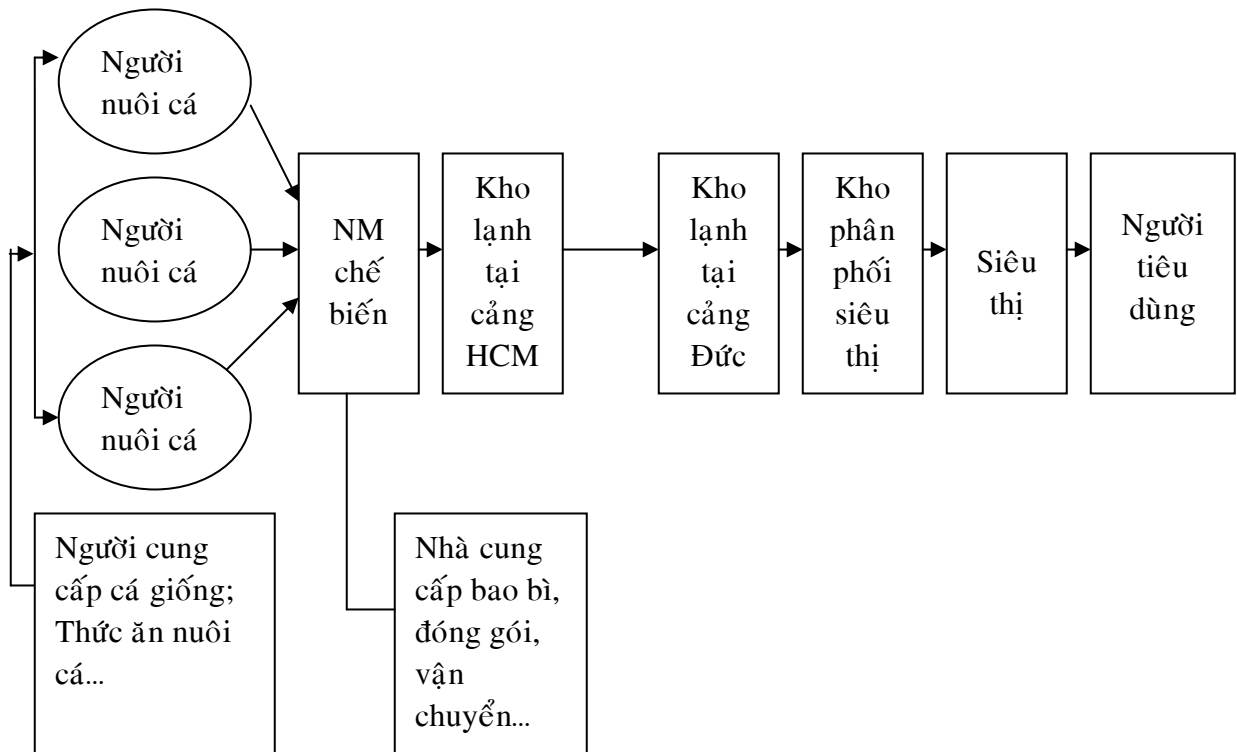 Người
nuôi cá
Người
nuôi cá
Người
nuôi cá
NM
chế
biến
Kho
lạnh
tại
cảng
HCM
Kho
lạnh
tại
cảng
Đức
Kho
phân
phối
siêu
thị
Siêu
thị
Người
tiêu
dùng
Người cung
cấp cá giống;
Thức ăn nuôi
cá...
Nhà cung
cấp bao bì,
đóng gói,
vận
chuyển...